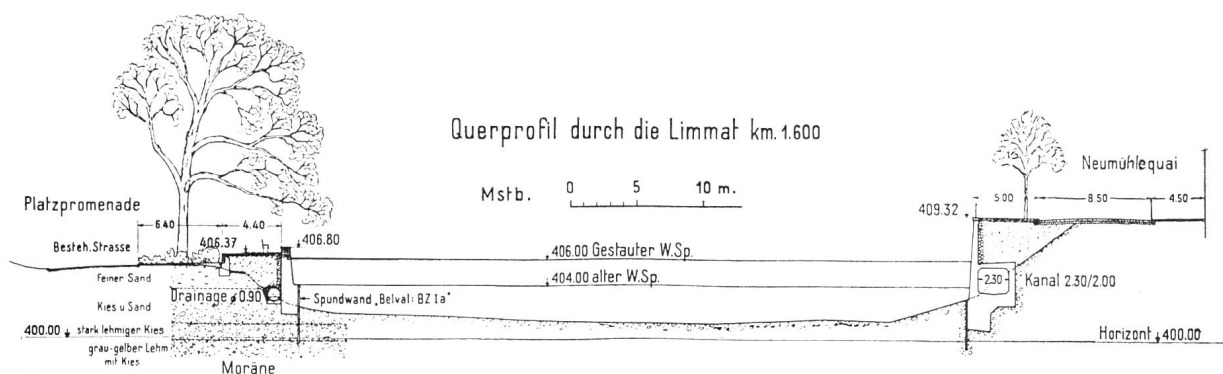 Querprofil durch die Limmat km. 1.600
Mstb. 0 5 10 m.
Platzpromenade
6.40 4.40
Besteh. Strasse
406.37
406.80
Feiner Sand
Drainage ø 0.90
Kies u Sand
Spundwand „Belval: BZ Ia"
400.00
stark lehmiger Kies
grau-gelber Lehm
mit Kies
Moräne
406.00 Gestauter W.Sp.
404.00 alter W.Sp.
Neumühlequai
5.00 8.50 4.50
409.32
2.30
Kanal 2.30/2.00
Horizont 400.00